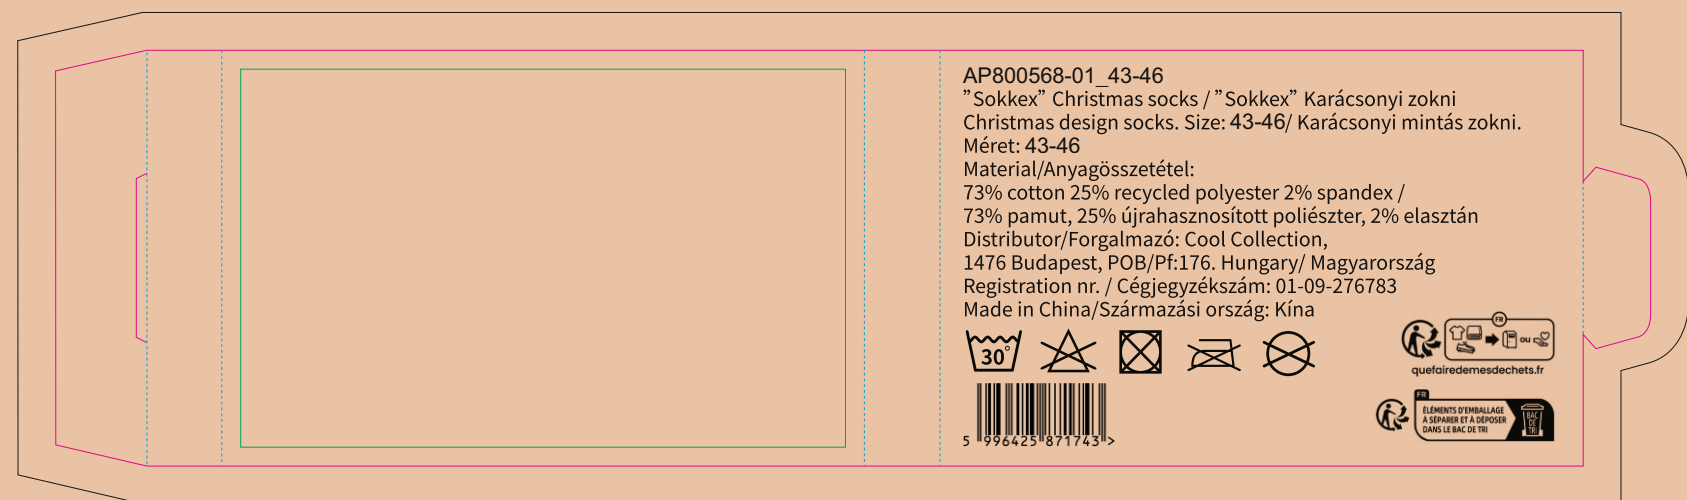 AP800568-01_43-46
”Sokkex” Christmas socks / ”Sokkex” Karácsonyi zokni
Christmas design socks. Size: 43-46/ Karácsonyi mintás zokni.
Méret: 43-46
Material/Anyagösszetétel:
73% cotton 25% recycled polyester 2% spandex /
73% pamut, 25% újrahasznosított poliészter, 2% elasztán
Distributor/Forgalmazó: Cool Collection,
1476 Budapest, POB/Pf:176. Hungary/ Magyarország
Registration nr. / Cégjegyzékszám: 01-09-276783
Made in China/Származási ország: Kína
30°
FR
ou
quefairedemesdechets.fr
FR
ÉLÉMENTS D'EMBALLAGE
À SÉPARER ET À DÉPOSER
DANS LE BAC DE TRI
BAC
DE
TRI
5 996425 871743 >